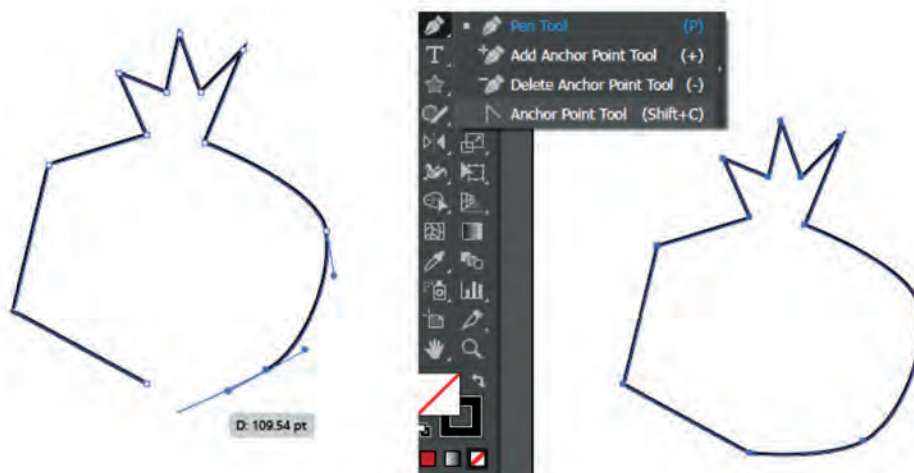 Pen Tool (P)
Add Anchor Point Tool (+)
Delete Anchor Point Tool (-)
Anchor Point Tool (Shift+C)
D: 109.54 pt